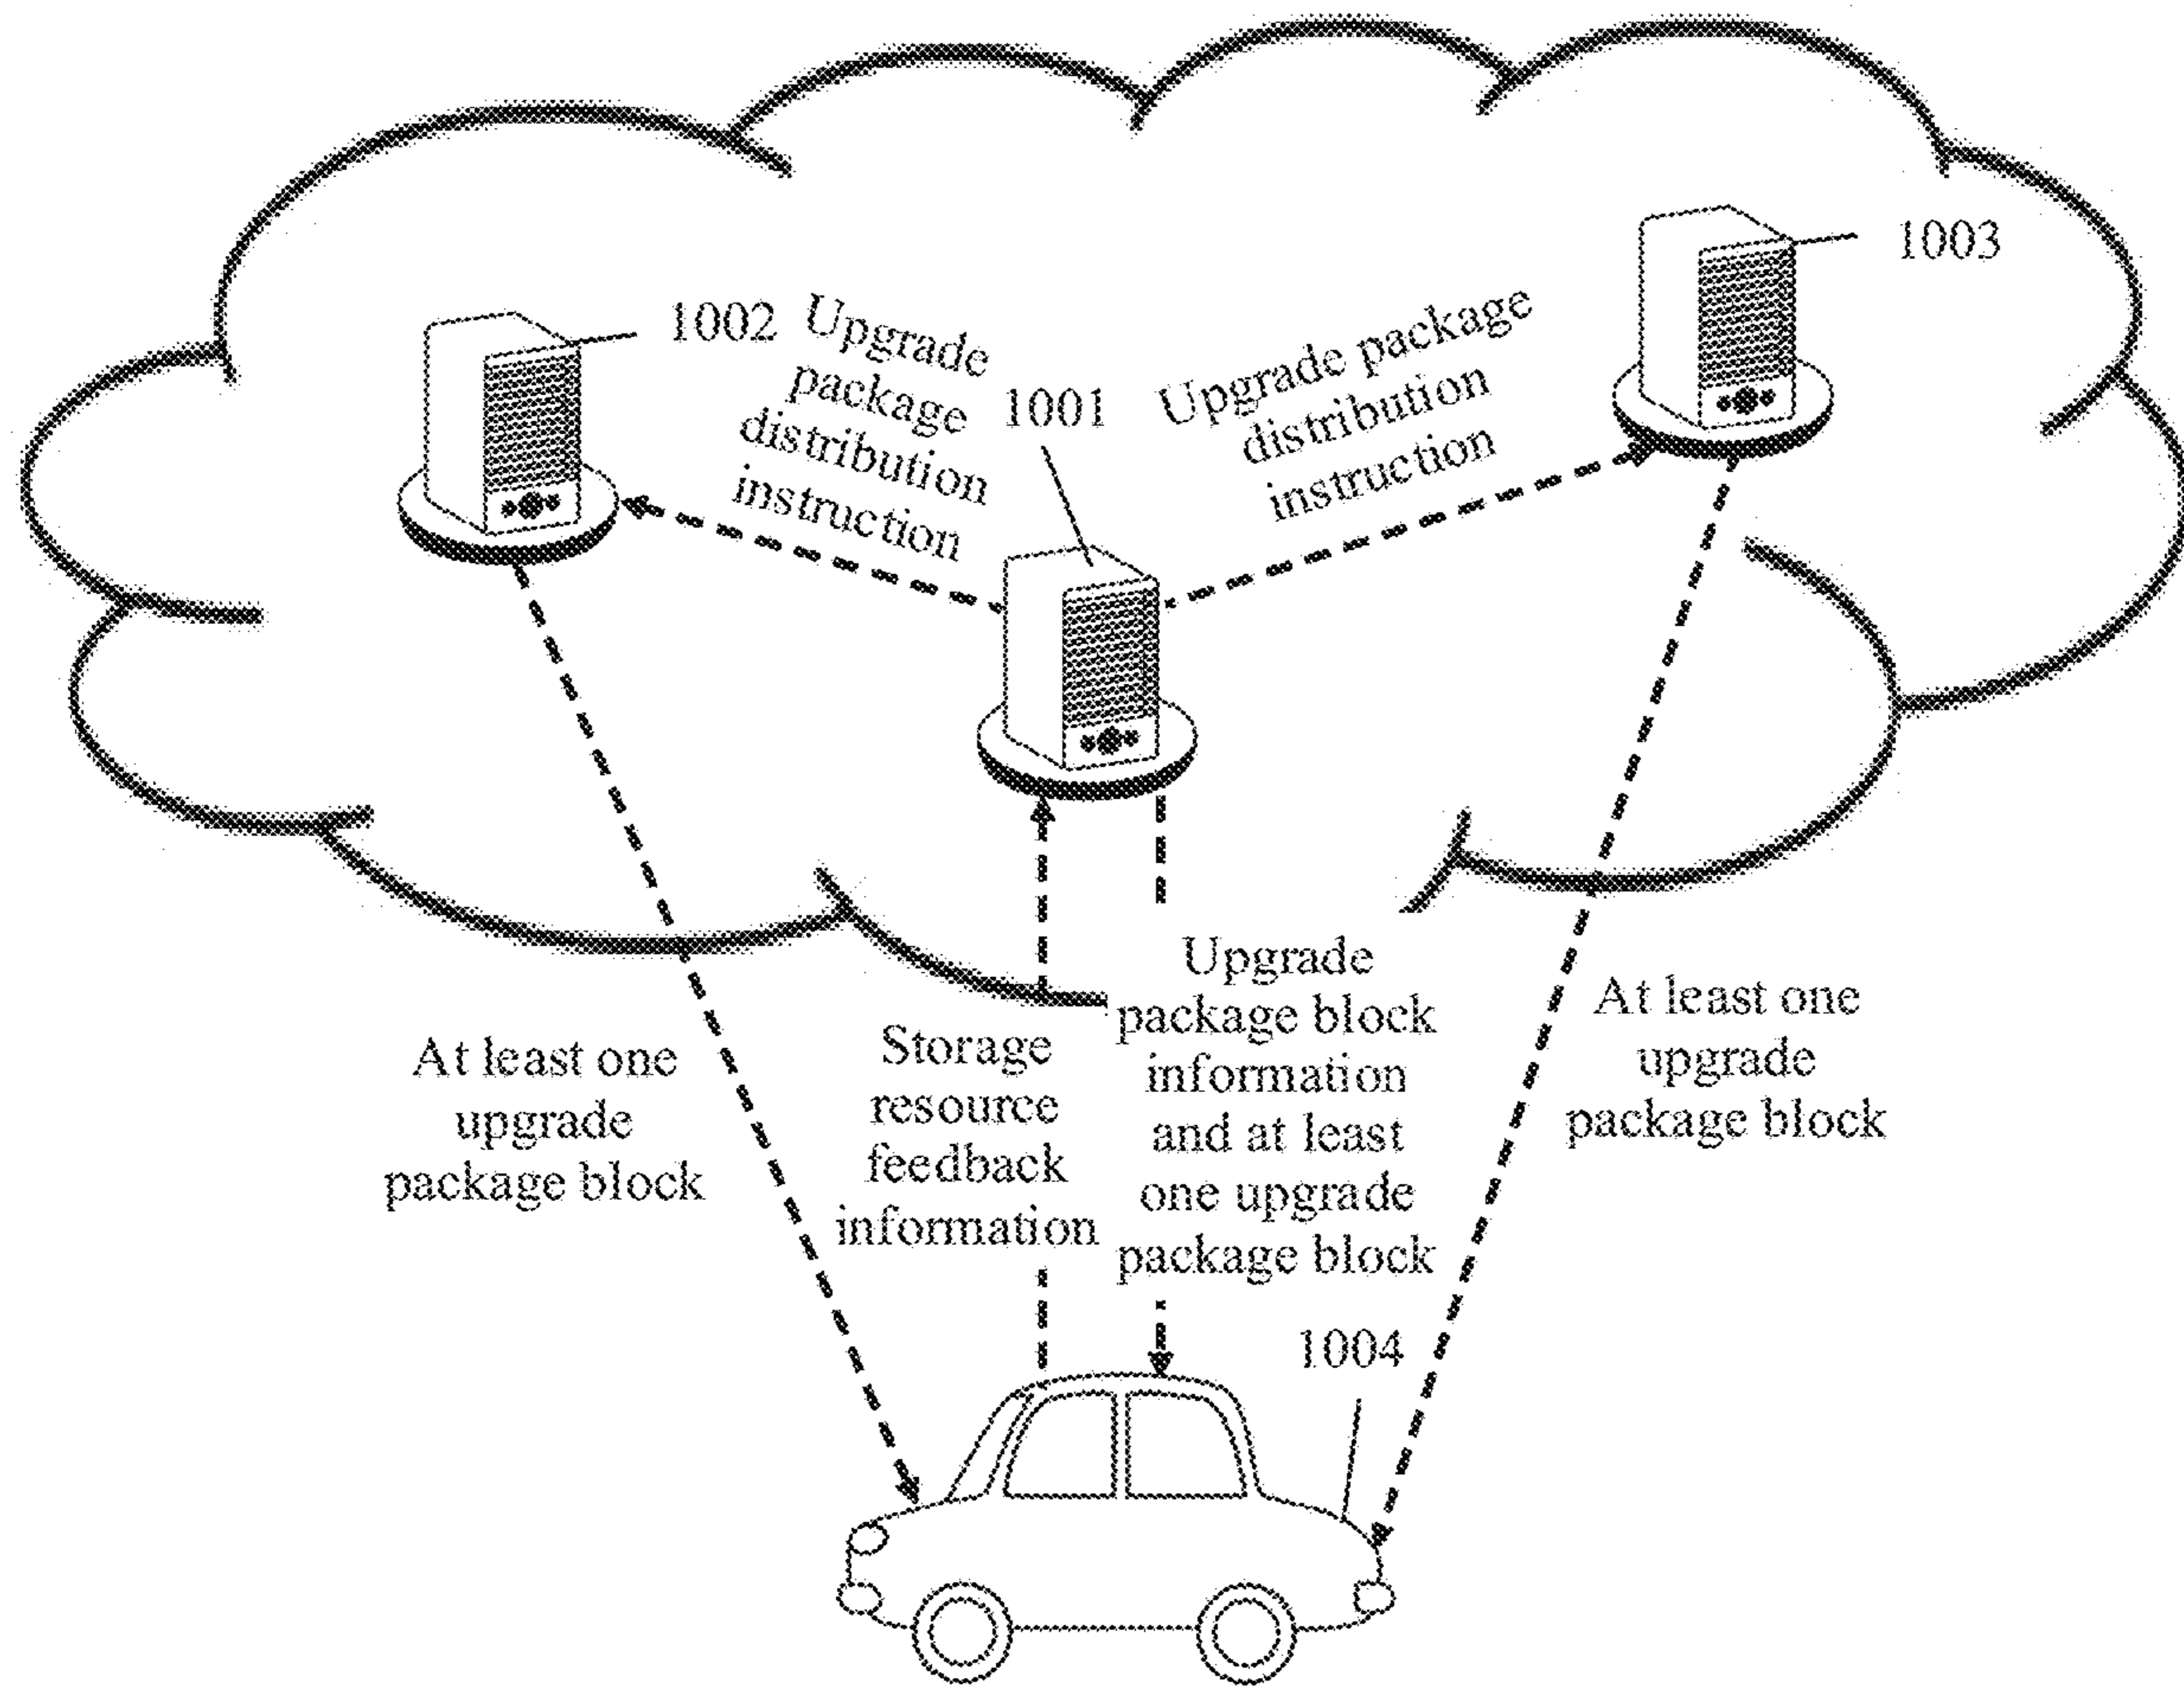 1003
1002
Upgrade
package
distribution
instruction
1001
Upgrade package
distribution
instruction
At least one
upgrade
package block
Storage
resource
feedback
information
Upgrade
package block
information
and at least
one upgrade
package block
At least one
upgrade
package block
1004